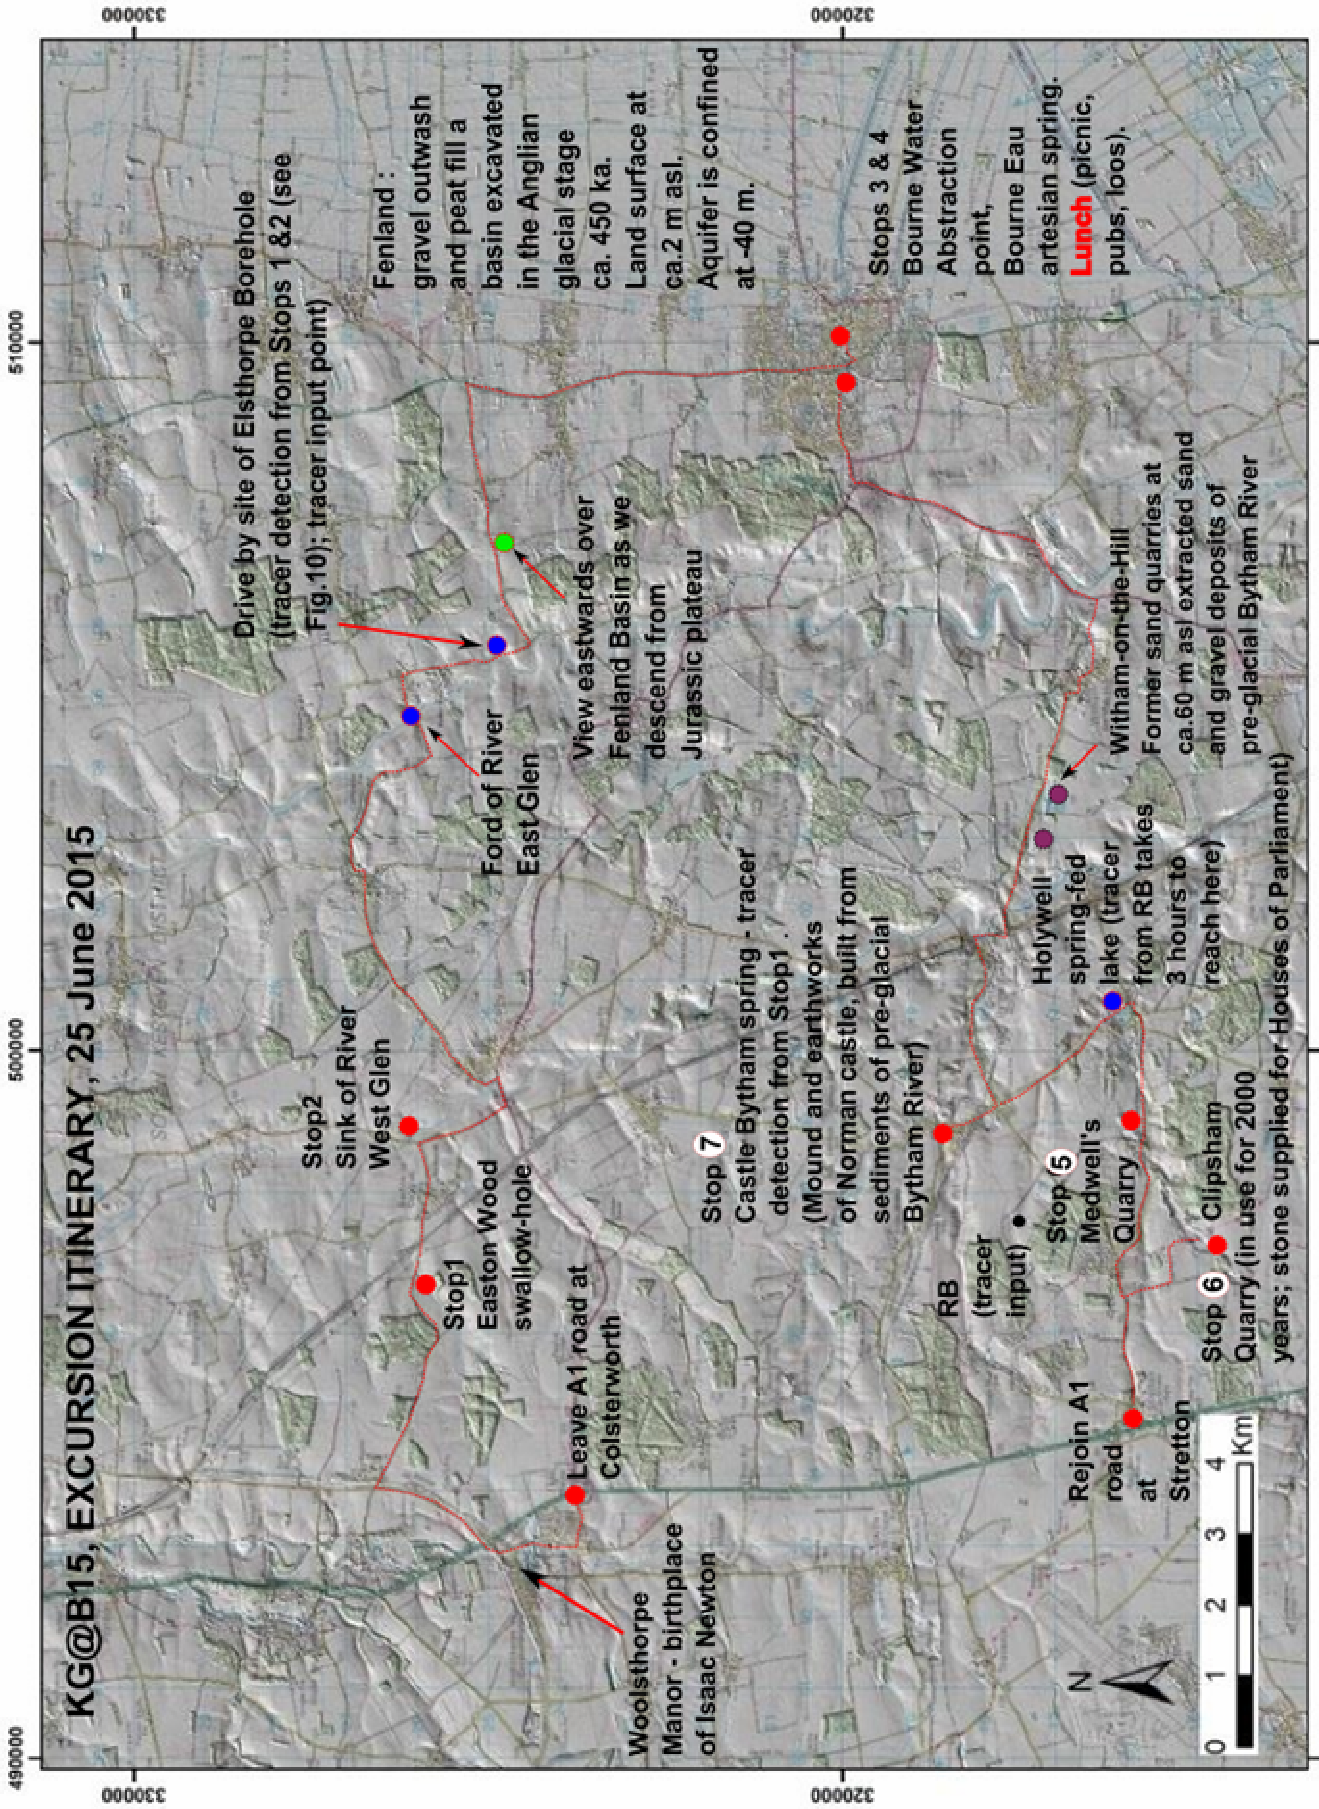 KG@B15, EXCURSION ITINERARY, 25 June 2015
490000
500000
510000
330000
330000
320000
320000
Drive by site of Elsthorpe Borehole
(tracer detection from Stops 1 &2 (see
Fig.10); tracer input point)
Fenland :
gravel outwash
and peat fill a
basin excavated
in the Anglian
glacial stage
ca. 450 ka.
Land surface at
ca.2 m asl.
Aquifer is confined
at -40 m.
Stop2
Sink of River
West Glen
Stop1
Easton Wood
swallow-hole
Ford of River
East Glen
View eastwards over
Fenland Basin as we
descend from
Jurassic plateau
Leave A1 road at
Colsterworth
Woolsthorpe
Manor - birthplace
of Isaac Newton
Stop 7
Castle Bytham spring - tracer
detection from Stop1 .
(Mound and earthworks
of Norman castle, built from
sediments of pre-glacial
Bytham River)
Stops 3 & 4
Bourne Water
Abstraction
point,
Bourne Eau
artesian spring.
Lunch (picnic,
pubs, loos).
RB
(tracer
input)
Stop 5
Medwell's
Quarry
Holywell
spring-fed
lake (tracer
from RB takes
3 hours to
reach here)
Witham-on-the-Hill
Former sand quarries at
ca.60 m asl extracted sand
and gravel deposits of
pre-glacial Bytham River
Rejoin A1
road
at
Stretton
Stop 6 Clipsham
Quarry (in use for 2000
years; stone supplied for Houses of Parliament)
N
0 1 2 3 4
Km